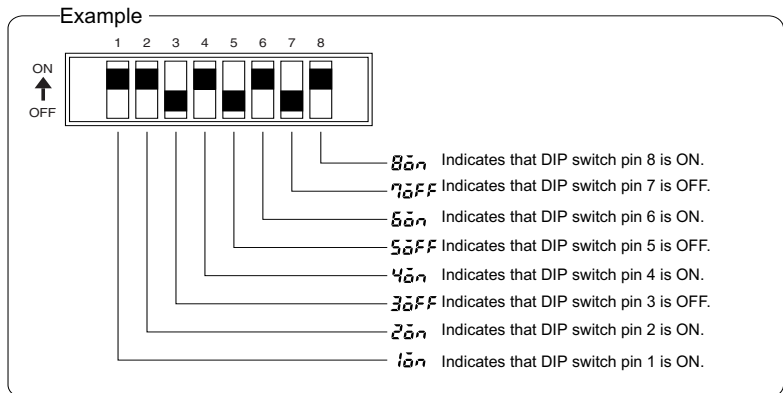 Example
1 2 3 4 5 6 7 8
ON
OFF
8ōn Indicates that DIP switch pin 8 is ON.
7ōFF Indicates that DIP switch pin 7 is OFF.
6ōn Indicates that DIP switch pin 6 is ON.
5ōFF Indicates that DIP switch pin 5 is OFF.
4ōn Indicates that DIP switch pin 4 is ON.
3ōFF Indicates that DIP switch pin 3 is OFF.
2ōn Indicates that DIP switch pin 2 is ON.
1ōn Indicates that DIP switch pin 1 is ON.